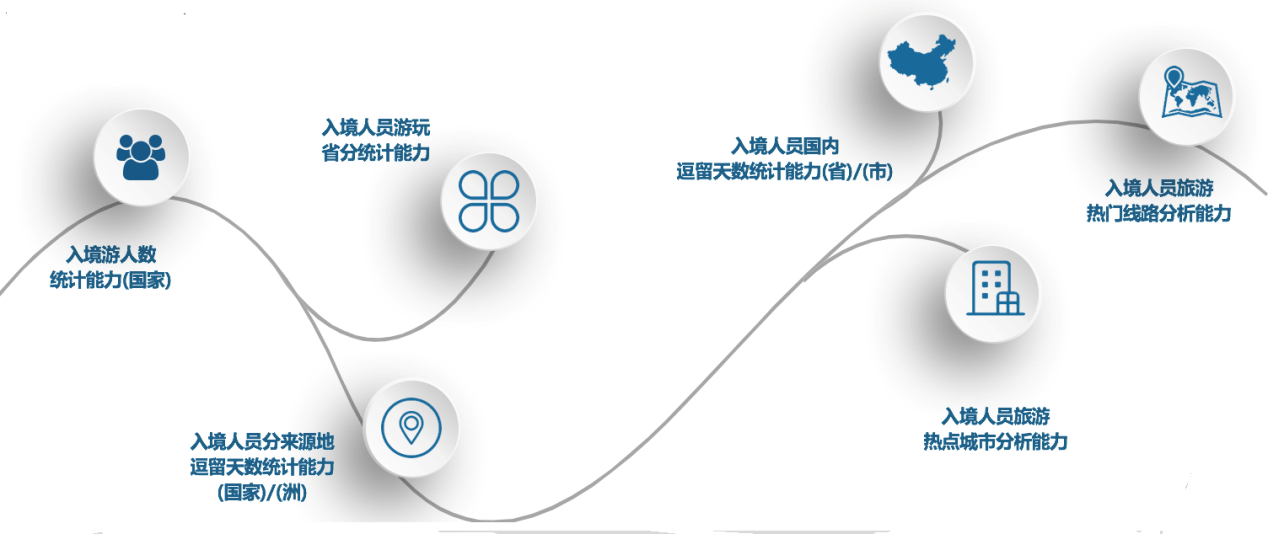 入境游人数
统计能力(国家)
入境人员游玩
省分统计能力
入境人员分来源地
逗留天数统计能力
(国家)/(洲)
入境人员国内
逗留天数统计能力(省)/(市)
入境人员旅游
热门线路分析能力
入境人员旅游
热点城市分析能力